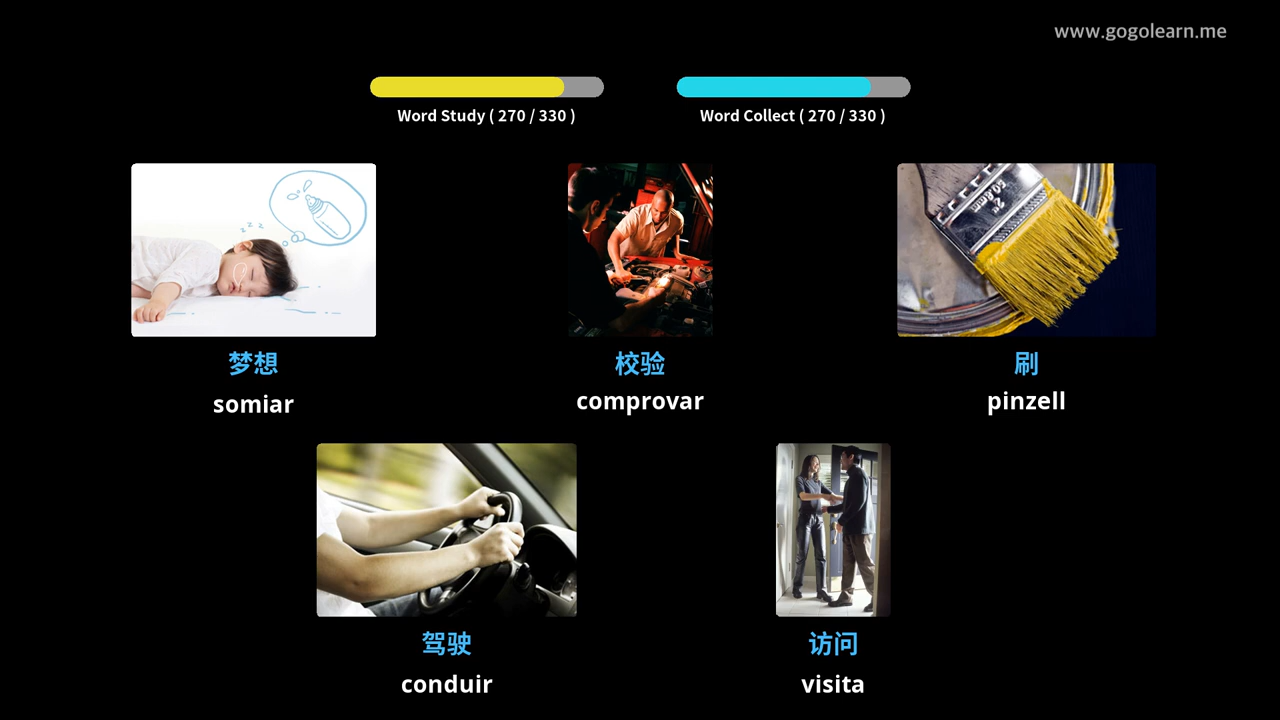 www.gogolearn.me
Word Study ( 270 / 330 )
Word Collect ( 270 / 330 )
梦想
somiar
校验
comprovar
刷
pinzell
驾驶
conduir
访问
visita